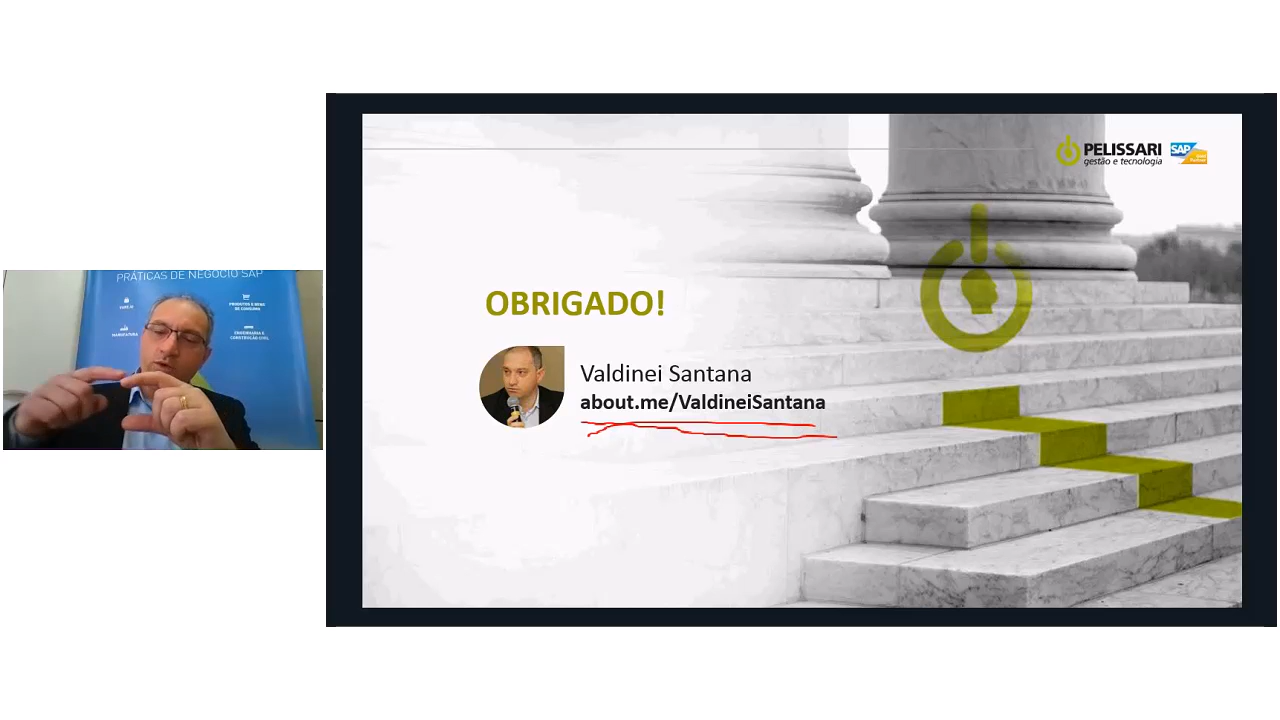 PRÁTICAS DE NEGÓCIO SAP
PRODUTOS E BENS
DE CONSUMO
MANUFATURA
ENGENHARIA E
CONSTRUÇÃO CIVIL
PELISSARI
gestão e tecnologia
SAP
OBRIGADO!
Valdinei Santana
about.me/ValdineiSantana